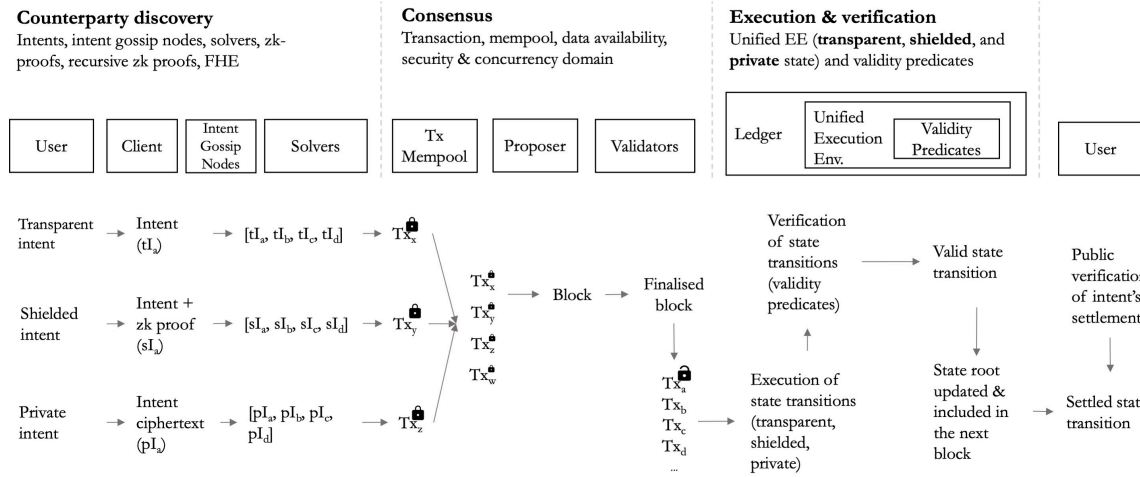 Counterparty discovery
Intents, intent gossip nodes, solvers, zk-
proofs, recursive zk proofs, FHE
Consensus
Transaction, mempool, data availability,
security & concurrency domain
Execution & verification
Unified EE (transparent, shielded, and
private state) and validity predicates
User
Client
Intent
Gossip
Nodes
Solvers
Tx
Mempool
Proposer
Validators
Ledger
Unified
Execution
Env.
Validity
Predicates
User
Transparent
intent
Intent
(tIa)
[tIa, tIb, tIc, tId]
Txx
Shielded
intent
Intent +
zk proof
(sIa)
[sIa, sIb, sIc, sId]
Txy
Private
intent
Intent
ciphertext
(pIa)
[pIa, pIb, pIc,
pId]
Txz
Txx
Txy
Txz
Txw
Block
Finalised
block
Txa
Txb
Txc
Txd
...
Execution of
state transitions
(transparent,
shielded,
private)
Verification
of state
transitions
(validity
predicates)
Valid state
transition
State root
updated &
included in
the next
block
Public
verification
of intent's
settlement
Settled state
transition